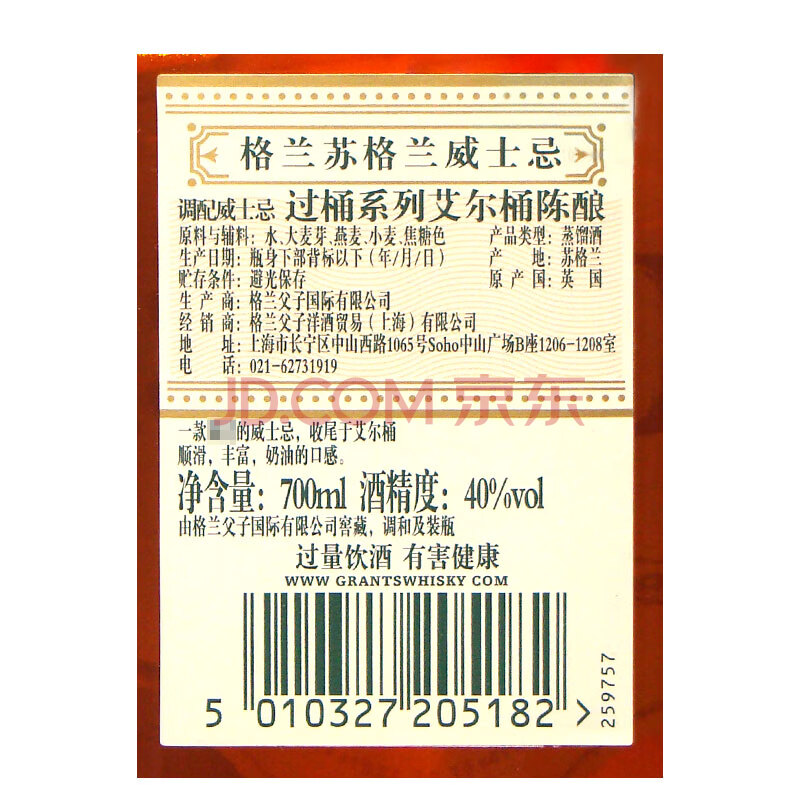 格兰苏格兰威士忌
调配威士忌 过桶系列艾尔桶陈酿
原料与辅料：水、大麦芽、燕麦、小麦、焦糖色 产品类型：蒸馏酒
生产日期：瓶身下部背标以下（年/月/日） 产 地：苏格兰
贮存条件：避光保存 原 产 国：英 国
生 产 商：格兰父子国际有限公司
经 销 商：格兰父子洋酒贸易（上海）有限公司
地 址：上海市长宁区中山西路1065号Soho中山广场B座1206-1208室
电 话：021-62731919
JD.COM 京东
一款 的威士忌，收尾于艾尔桶
顺滑，丰富，奶油的口感。
净含量：700ml 酒精度：40%vol
由格兰父子国际有限公司窖藏，调和及装瓶
过量饮酒 有害健康
WWW.GRANTSWHISKY.COM
5 010327 205182 >
259757